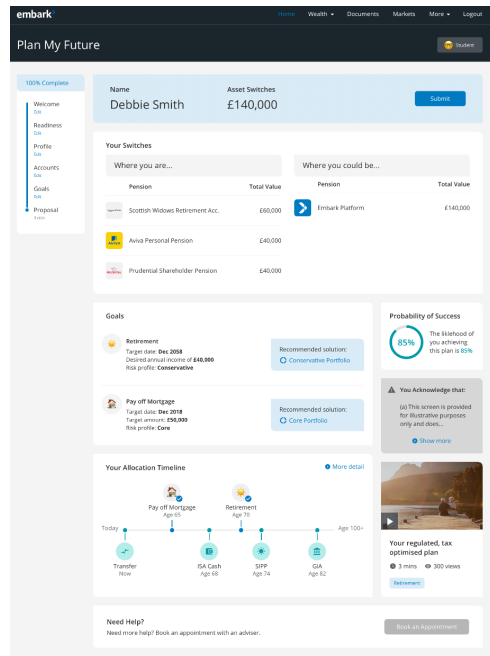 embark
Home Wealth Documents Markets More Logout
Plan My Future
Student
100% Complete
Welcome
Edit
Readiness
Edit
Profile
Edit
Accounts
Edit
Goals
Edit
Proposal
Name
Debbie Smith
Asset Switches
£140,000
Submit
Your Switches
Where you are...
Pension Total Value
Scottish Widows Retirement Acc. £60,000
AVIVA
Aviva Personal Pension £40,000
Prudential Shareholder Pension £40,000
Where you could be...
Pension Total Value
Embark Platform £140,000
Goals
Retirement
Target date: Dec 2058
Desired annual income of £40,000
Risk profile: Conservative
Recommended solution:
Conservative Portfolio
Pay off Mortgage
Target date: Dec 2018
Target amount: £50,000
Risk profile: Core
Recommended solution:
Core Portfolio
Probability of Success
85%
The liklehood of
you achieving
this plan is 85%
You Acknowledge that:
(a) This screen is provided
for illustrative purposes
only and does...
Show more
Your Allocation Timeline
More detail
Pay off Mortgage
Age 65
Retirement
Age 70
Today
Age 100+
Transfer
Now
ISA Cash
Age 68
SIPP
Age 74
GIA
Age 82
Your regulated, tax
optimised plan
3 mins 300 views
Retirement
Need Help?
Need more help? Book an appointment with an adviser.
Book an Appointment